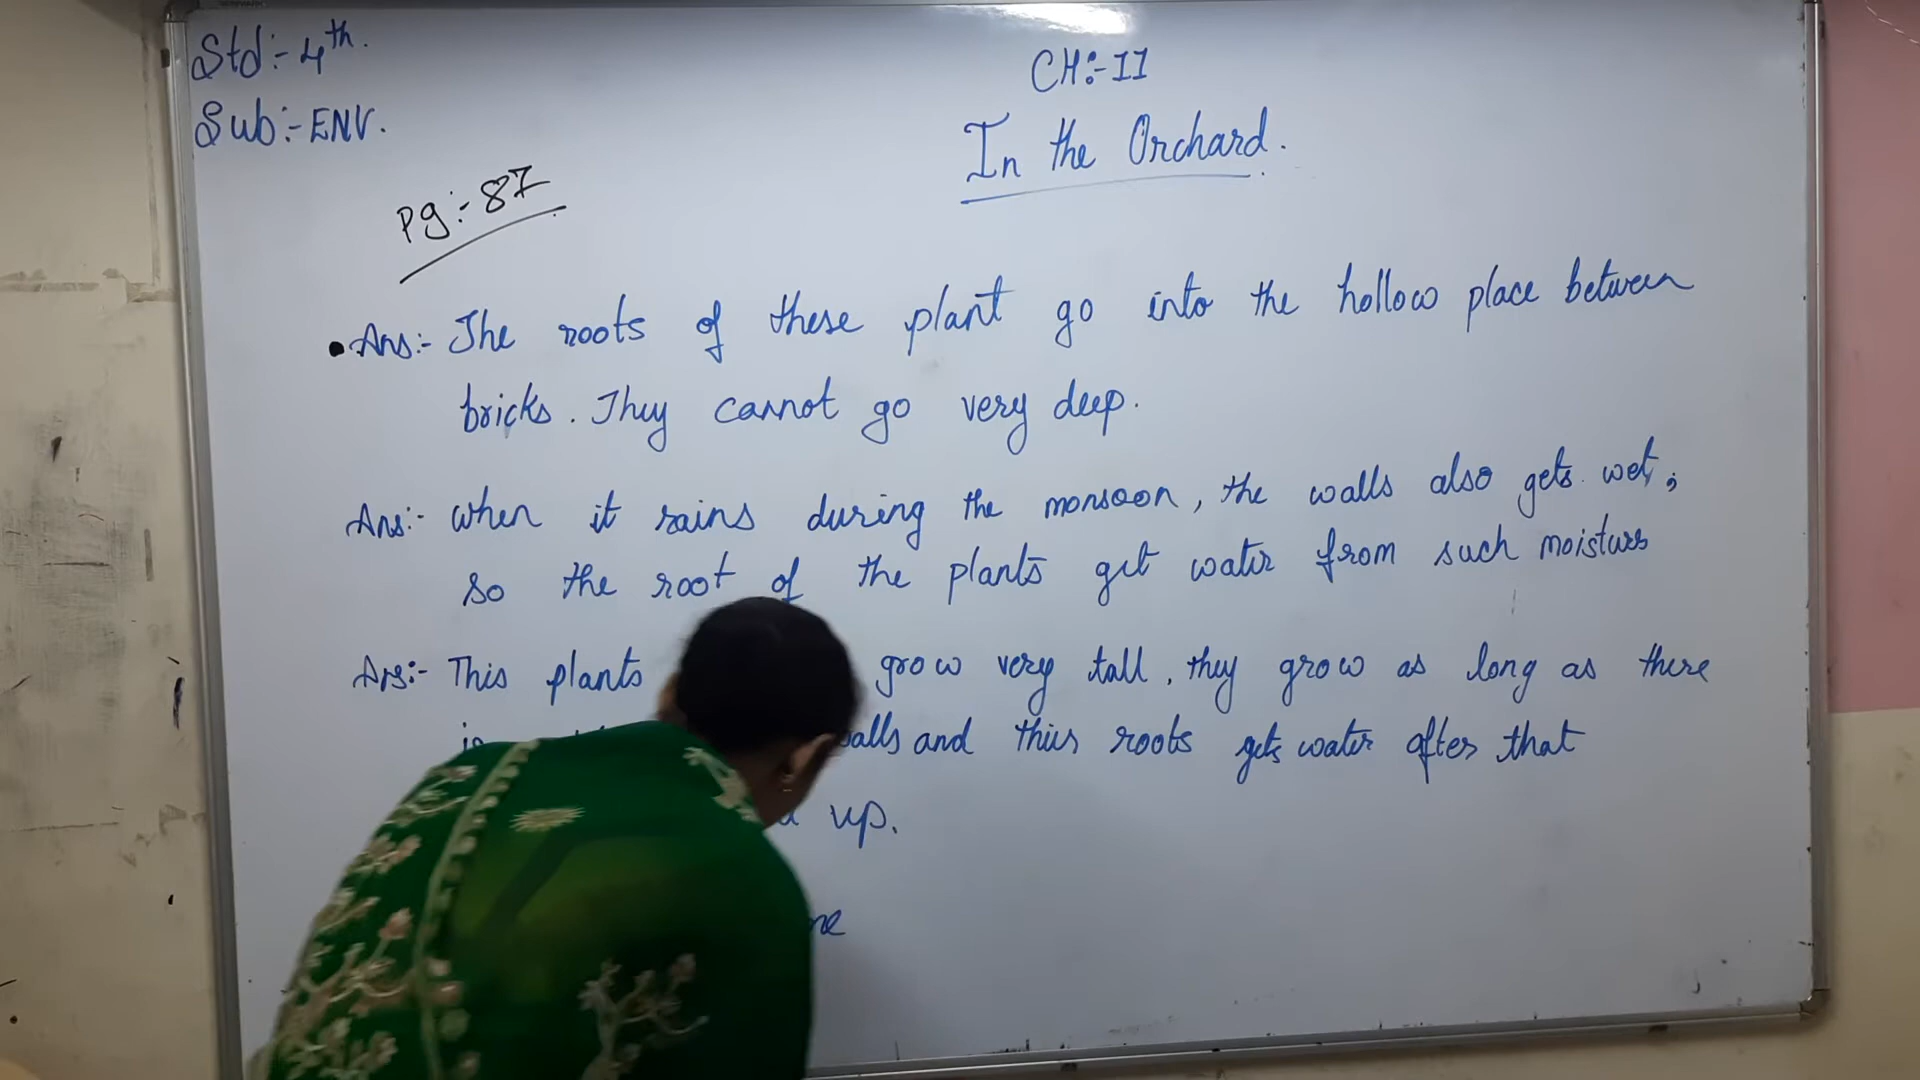 Std:- 4th.
Sub:- ENV.
CH:- 11
In the Orchard.
Pg:- 87
Ans:- The roots of these plant go into the hollow place between
bricks. They cannot go very deep.
Ans:- When it rains during the monsoon, the walls also gets wet,
so the root of the plants get water from such moisture
Ans:- This plants grow very tall, they grow as long as there
walls and this roots gets water after that
up.